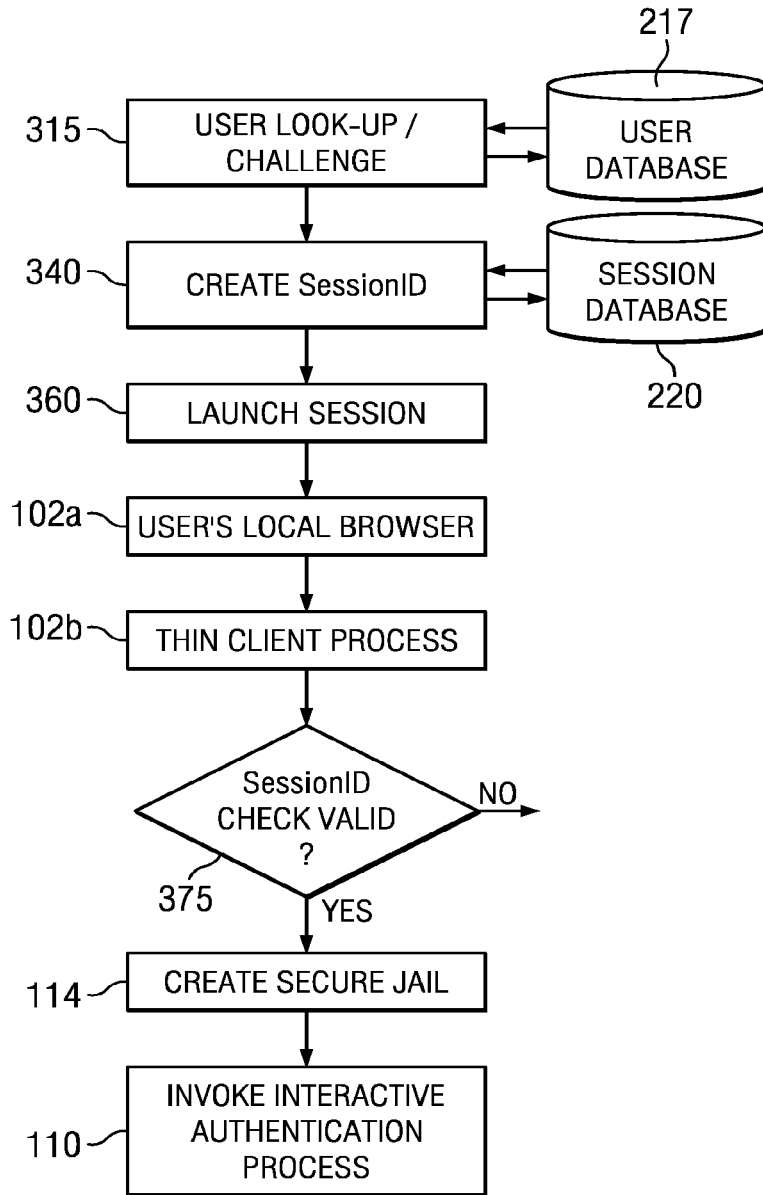 217
315
USER LOOK-UP /
CHALLENGE
USER
DATABASE
340
CREATE SessionID
SESSION
DATABASE
220
360
LAUNCH SESSION
102a
USER'S LOCAL BROWSER
102b
THIN CLIENT PROCESS
SessionID
CHECK VALID
?
NO
375
YES
114
CREATE SECURE JAIL
110
INVOKE INTERACTIVE
AUTHENTICATION
PROCESS